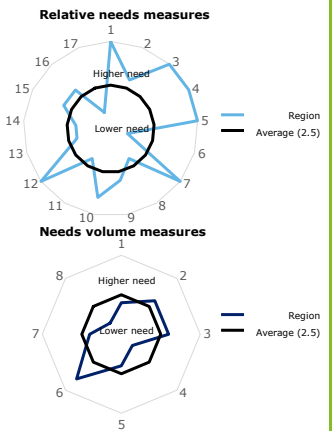 Relative needs measures
1
17
2
16
3
Higher need
15
4
Region
14
Lower need
5
Average (2.5)
13
6
12
7
11
8
10
9
Needs volume measures
1
8
Higher need
2
Region
7
Lower need
3
Average (2.5)
6
4
5